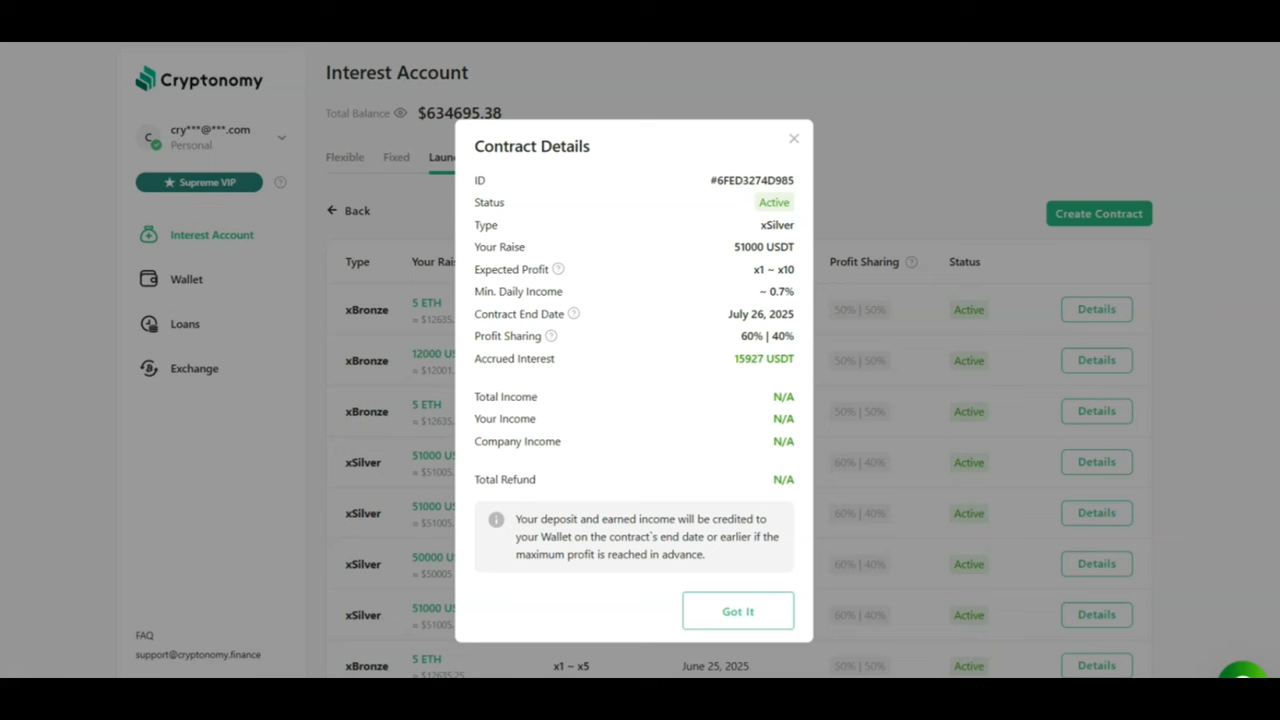 Cryptonomy
Interest Account
Total Balance $634695.38
C cry***@***.com
Personal
Supreme VIP
Flexible Fixed
Interest Account
Wallet
Loans
Exchange
FAQ
support@cryptonomy.finance
Back
Create Contract
Type Profit Sharing Status
xBronze 5 ETH 50% | 50% Active Details
≈ $12635.
xBronze 12000 50% | 50% Active Details
≈ $12001.
xBronze 5 ETH 50% | 50% Active Details
≈ $12635.
xSilver 51000 60% | 40% Active Details
≈ $51005.
xSilver 51000 60% | 40% Active Details
≈ $51005.
xSilver 50000 60% | 40% Active Details
≈ $50005
xSilver 51000 60% | 40% Active Details
≈ $51005.
xBronze 5 ETH x1 ~ x5 June 25, 2025 50% | 50% Active Details
Contract Details
ID #6FED3274D985
Status Active
Type xSilver
Your Raise 51000 USDT
Expected Profit x1 ~ x10
Min. Daily Income ~ 0.7%
Contract End Date July 26, 2025
Profit Sharing 60% | 40%
Accrued Interest 15927 USDT
Total Income N/A
Your Income N/A
Company Income N/A
Total Refund N/A
Your deposit and earned income will be credited to
your Wallet on the contract`s end date or earlier if the
maximum profit is reached in advance.
Got It